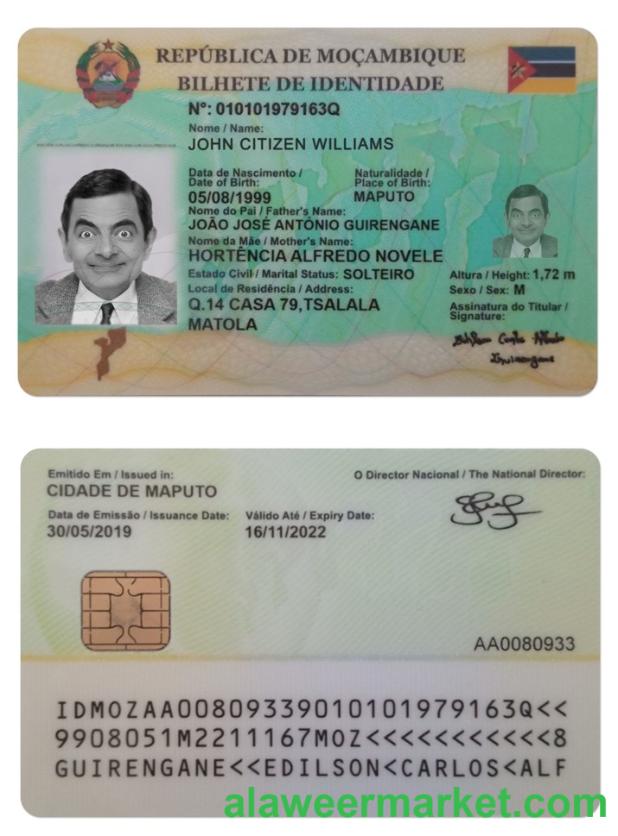 REPÚBLICA DE MOÇAMBIQUE
BILHETE DE IDENTIDADE
Nº: 010101979163Q
Nome / Name:
JOHN CITIZEN WILLIAMS
Data de Nascimento / Naturalidade /
Date of Birth: Place of Birth:
05/08/1999 MAPUTO
Nome do Pai / Father's Name:
JOÃO JOSÉ ANTÓNIO GUIRENGANE
Nome da Mãe / Mother's Name:
HORTÊNCIA ALFREDO NOVELE
Estado Civil / Marital Status: SOLTEIRO Altura / Height: 1,72 m
Local de Residência / Address: Sexo / Sex: M
Q.14 CASA 79,TSALALA Assinatura do Titular /
MATOLA Signature:
Guirengane
Emitido Em / Issued in: O Director Nacional / The National Director:
CIDADE DE MAPUTO
Data de Emissão / Issuance Date: Válido Até / Expiry Date:
30/05/2019 16/11/2022
AA0080933
IDMOZAA0080933901010197​9163Q<<
9908051M2211167MOZ<<<<<<<<<<<8
GUIRENGANE<<EDILSON<CARLOS<ALF
alaweermarket.com